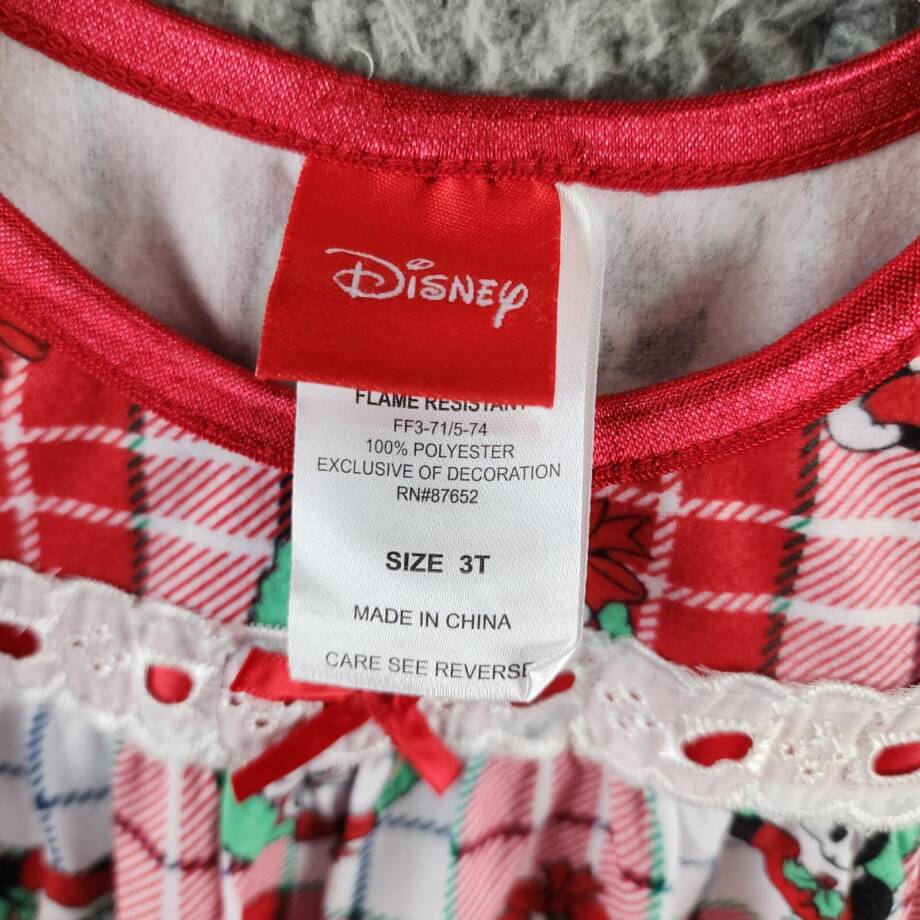 Disney
FLAME RESISTANT
FF3-71/5-74
100% POLYESTER
EXCLUSIVE OF DECORATION
RN#87652
SIZE 3T
MADE IN CHINA
CARE SEE REVERSE